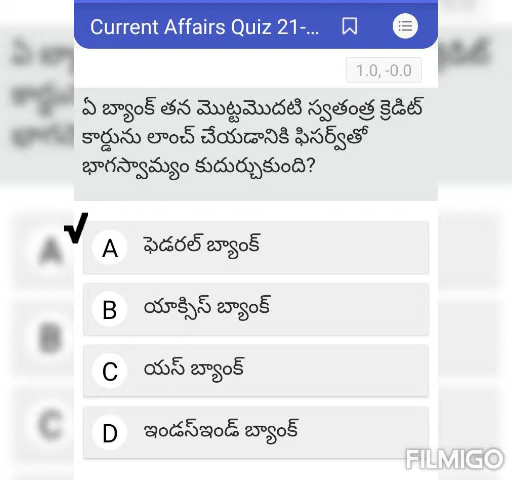 Current Affairs Quiz 21-...
1.0, -0.0
ఏ బ్యాంక్ తన మొట్టమొదటి స్వతంత్ర క్రెడిట్
కార్డును లాంచ్ చేయడానికి ఫిసర్వ్‌తో
భాగస్వామ్యం కుదుర్చుకుంది?
A ఫెడరల్ బ్యాంక్
B యాక్సిస్ బ్యాంక్
C యస్ బ్యాంక్
D ఇండస్ఇండ్ బ్యాంక్
FILMIGO